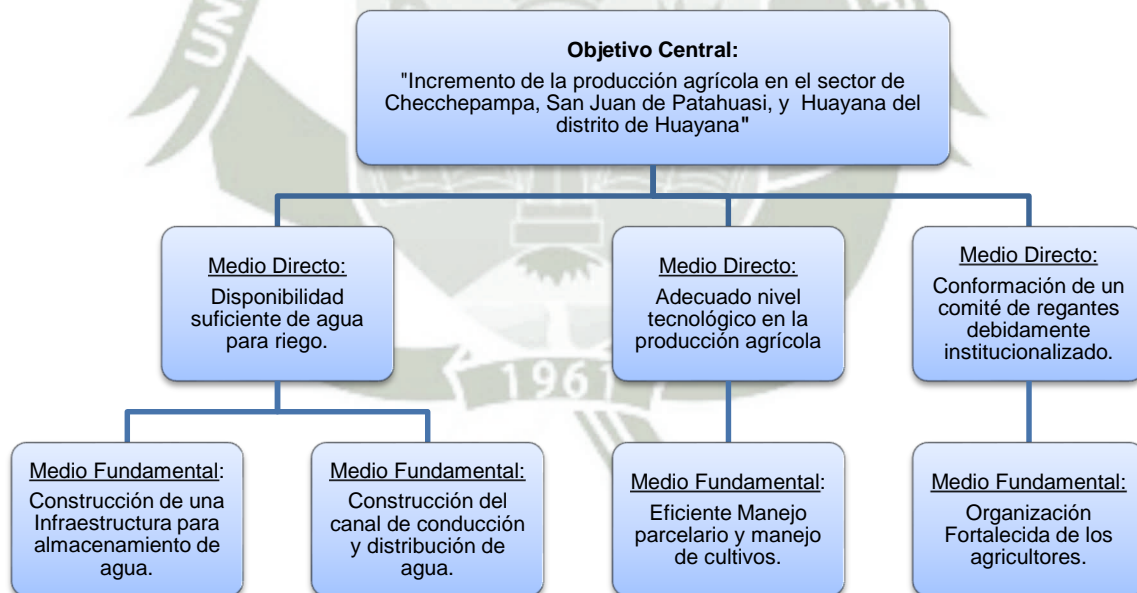 Objetivo Central:
"Incremento de la producción agrícola en el sector de
Checchepampa, San Juan de Patahuasi, y  Huayana del
distrito de Huayana"
Medio Directo:
Disponibilidad
suficiente de agua
para riego.
Medio Directo:
Adecuado nivel
tecnológico en la
producción agrícola
Medio Directo:
Conformación de un
comité de regantes
debidamente
institucionalizado.
Medio Fundamental:
Construcción de una
Infraestructura para
almacenamiento de
agua.
Medio Fundamental:
Construcción del
canal de conducción
y distribución de
agua.
Medio Fundamental:
Eficiente Manejo
parcelario y manejo
de cultivos.
Medio Fundamental:
Organización
Fortalecida de los
agricultores.
1961